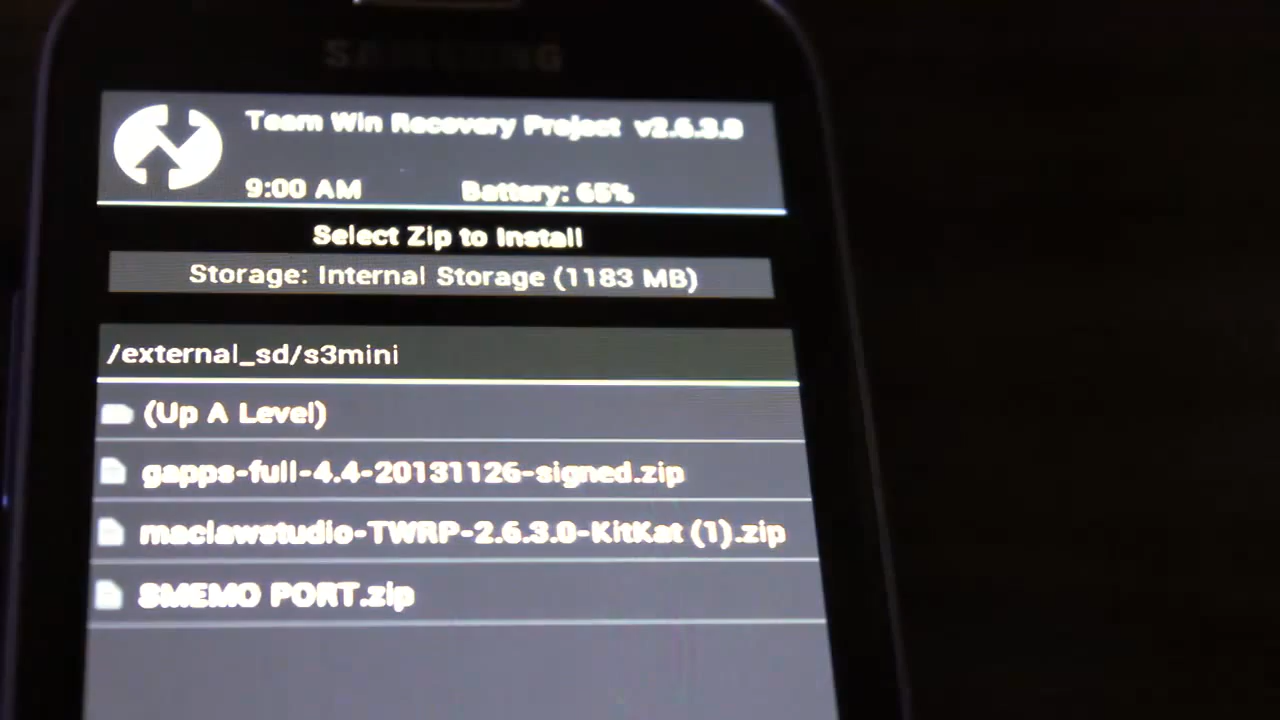 SAMSUNG
Team Win Recovery Project v2.6.3.0
9:00 AM Battery: 65%
Select Zip to Install
Storage: Internal Storage (1183 MB)
/external_sd/s3mini
(Up A Level)
gapps-full-4.4-20131126-signed.zip
maclawstudio-TWRP-2.6.3.0-KitKat (1).zip
SMEMO PORT.zip